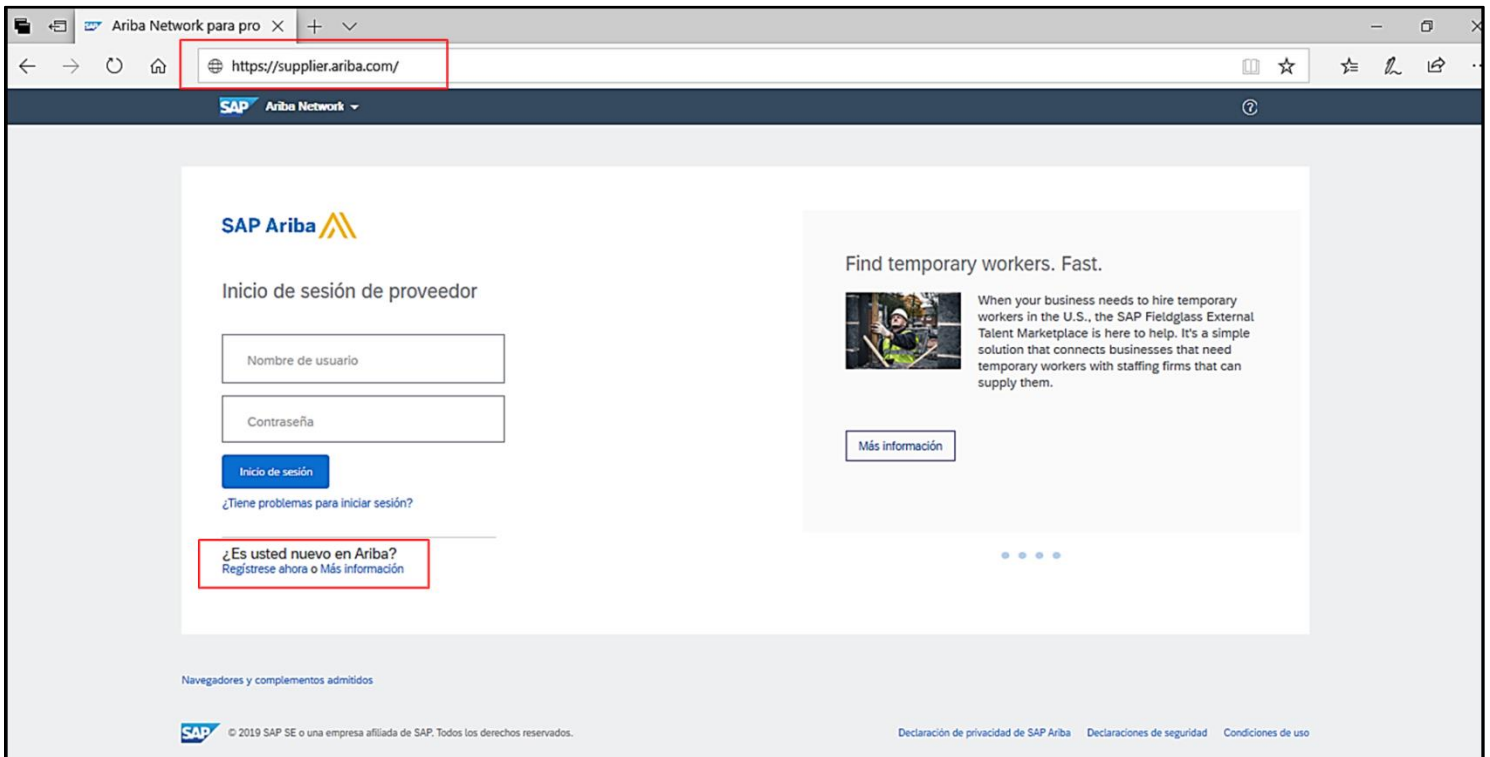 Ariba Network para pro
https://supplier.ariba.com/
SAP Ariba Network
SAP Ariba
Inicio de sesión de proveedor
Nombre de usuario
Contraseña
Inicio de sesión
¿Tiene problemas para iniciar sesión?
¿Es usted nuevo en Ariba?
Regístrese ahora o Más información
Find temporary workers. Fast.
When your business needs to hire temporary
workers in the U.S., the SAP Fieldglass External
Talent Marketplace is here to help. It's a simple
solution that connects businesses that need
temporary workers with staffing firms that can
supply them.
Más información
Navegadores y complementos admitidos
SAP © 2019 SAP SE o una empresa afiliada de SAP. Todos los derechos reservados.
Declaración de privacidad de SAP Ariba Declaraciones de seguridad Condiciones de uso